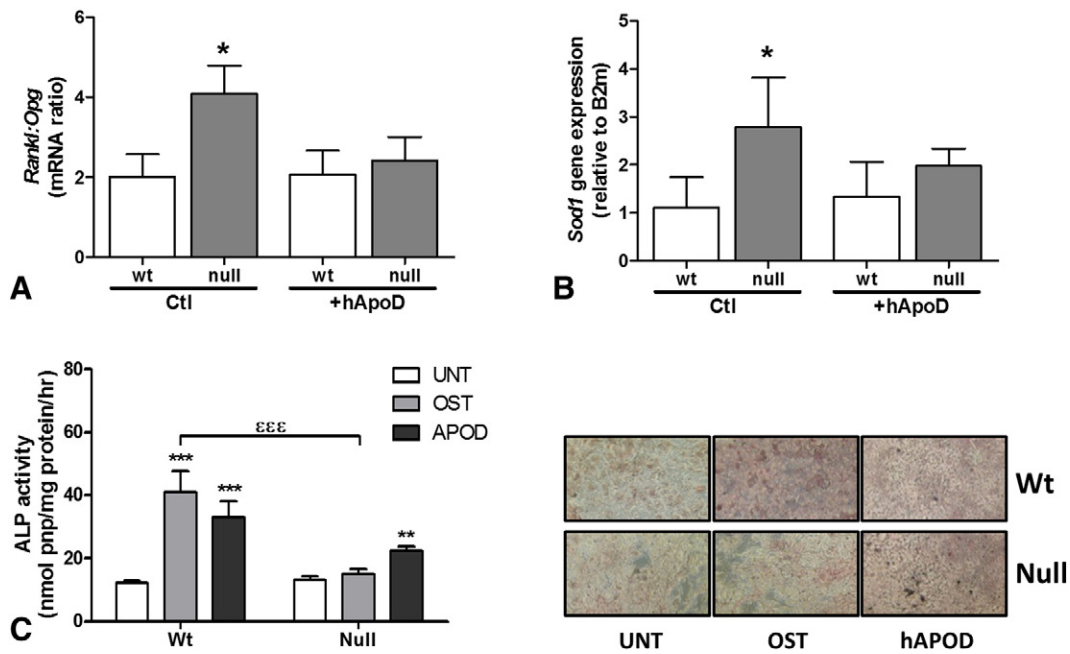 6
4
2
0
Rankl:Opg
(mRNA ratio)
*
wt null wt null
Ctl +hApoD
A
5
4
3
2
1
0
Sod1 gene expression
(relative to B2m)
*
wt null wt null
Ctl +hApoD
B
80
60
40
20
0
ALP activity
(nmol pnp/mg protein/hr)
UNT
OST
APOD
εεε
*** *** **
Wt Null
C
Wt
Null
UNT OST hAPOD